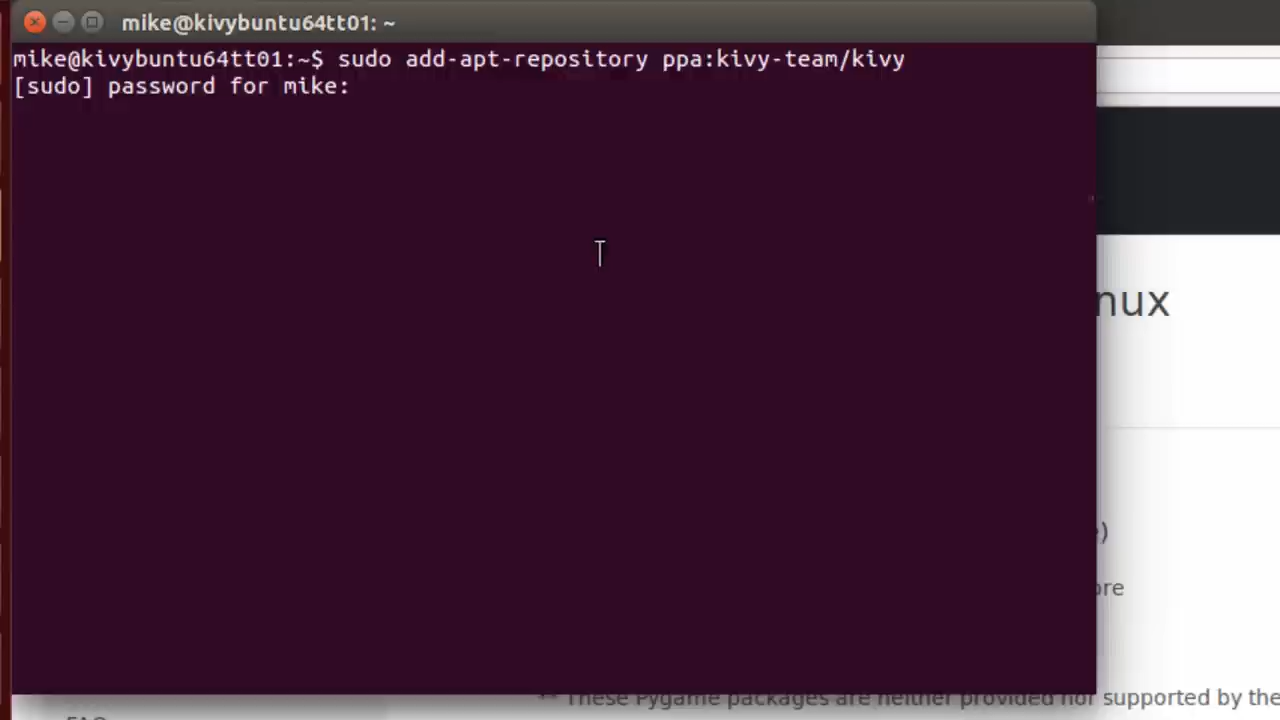 mike@kivybuntu64tt01: ~
mike@kivybuntu64tt01:~$ sudo add-apt-repository ppa:kivy-team/kivy
[sudo] password for mike:
nux
)
ore
** These Pygame packages are neither provided nor supported by the
FAQ